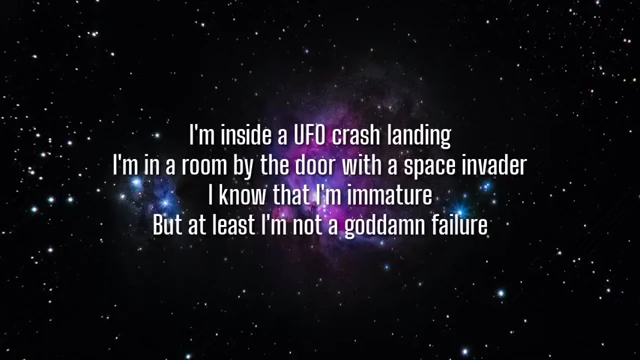 I'm inside a UFO crash landing
I'm in a room by the door with a space invader
I know that I'm immature
But at least I'm not a goddamn failure